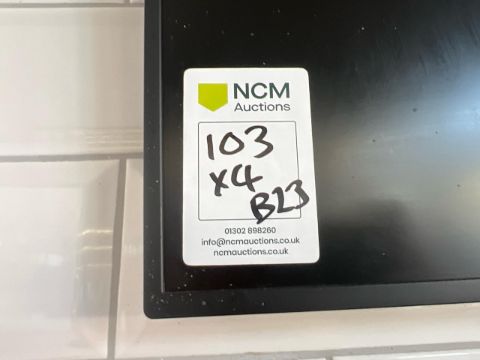 NCM
Auctions
103
x4
B23
01302 898260
info@ncmauctions.co.uk
ncmauctions.co.uk